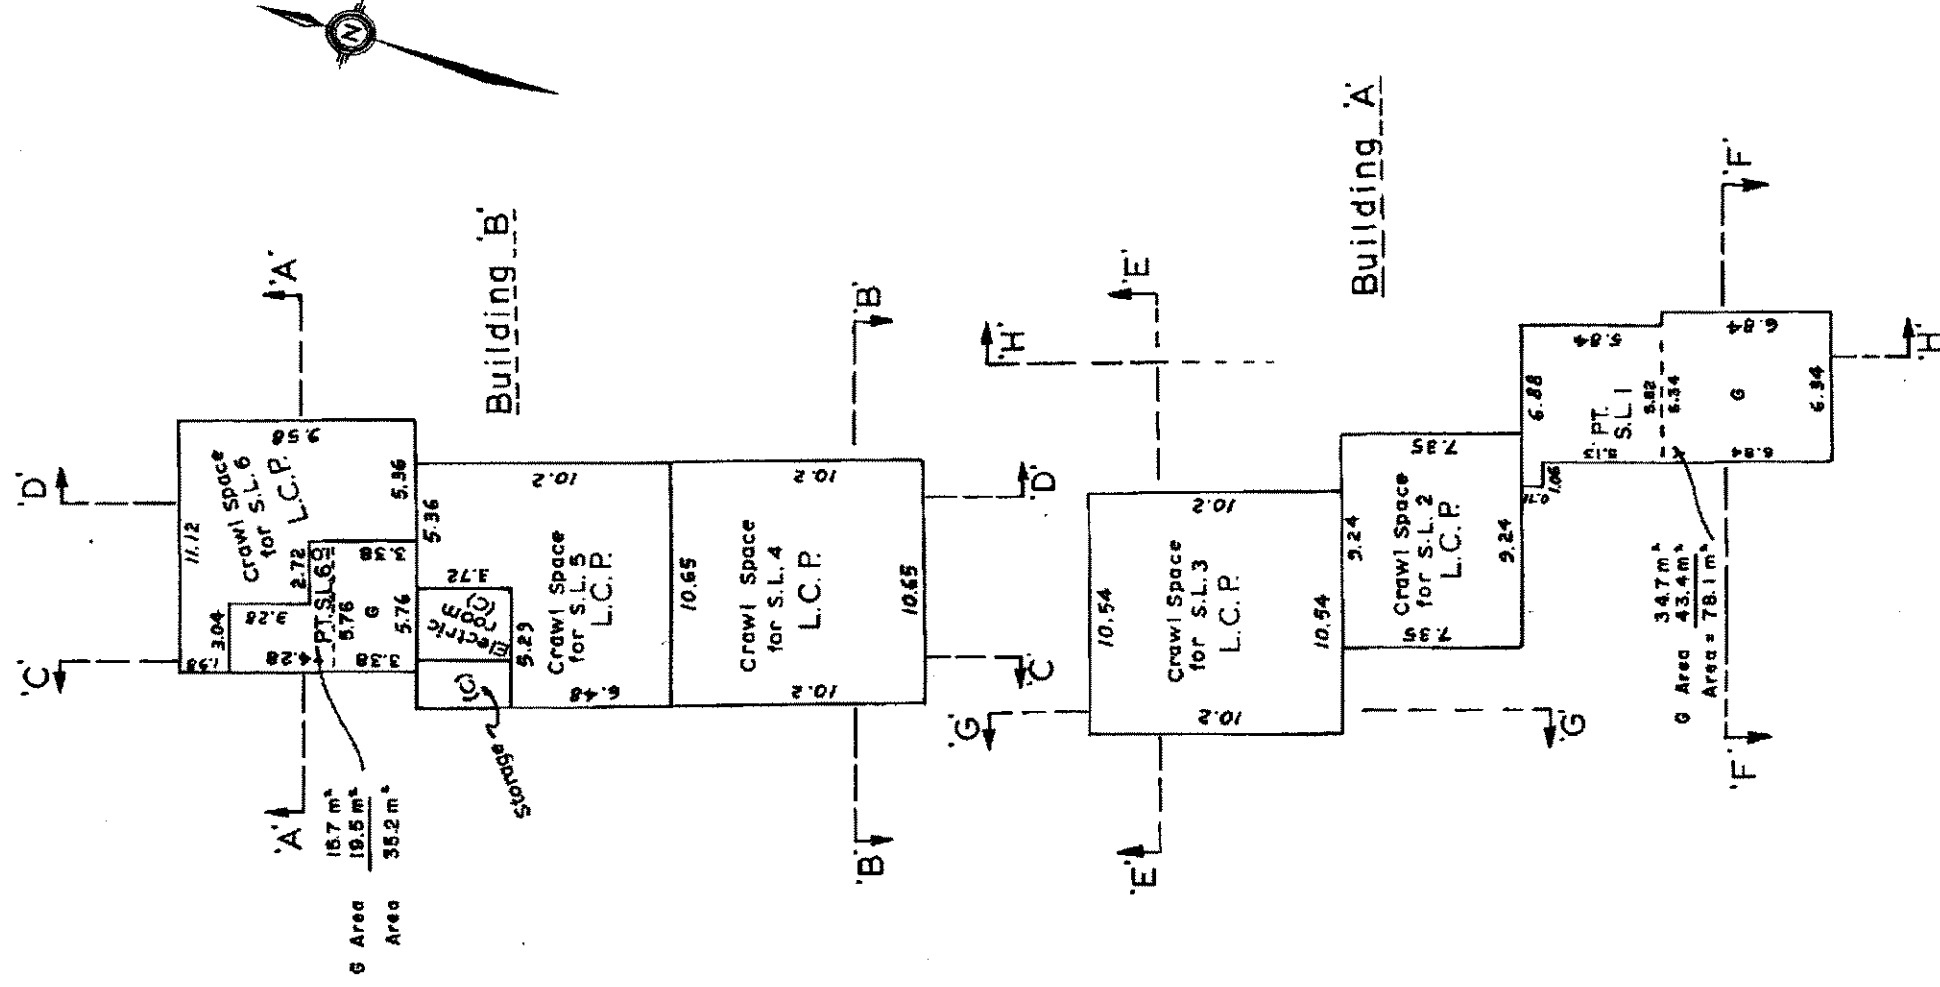 N
Building 'B'
'D'
'C'
'A'
11.12
Crawl Space
for S.L. 6
L.C.P.
9.58
3.04
3.28
2.72
4.28
PT. S.L. 6
5.76
G
3.38
3.38
5.76
5.36
5.36
'A'
15.7 m²
G Area 19.5 m²
Area 35.2 m²
Electric
room
(C)
3.72
(C)
Storage
5.29
6.48
10.2
Crawl Space
for S.L. 5
L.C.P.
10.65
Crawl Space
for S.L. 4
L.C.P.
10.2
10.2
10.65
'B'
'B'
'D'
'C'
Building 'A'
'E'
'H'
'G'
10.54
Crawl Space
for S.L. 3
L.C.P.
10.2
10.2
10.54
'E'
'G'
9.24
Crawl Space
for S.L. 2
L.C.P.
7.35
7.35
9.24
6.88
0.71
1.06
5.13
5.84
PT.
S.L. 1
5.82
6.34
G
6.84
6.84
6.34
34.7 m²
G Area 43.4 m²
Area = 78.1 m²
'F'
'F'
'H'